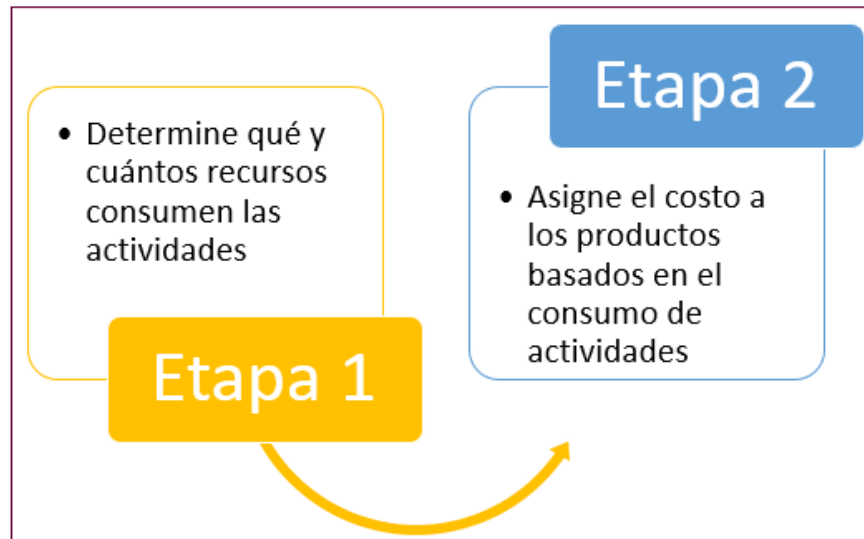 • Determine qué y
cuántos recursos
consumen las
actividades
Etapa 1
Etapa 2
• Asigne el costo a
los productos
basados en el
consumo de
actividades